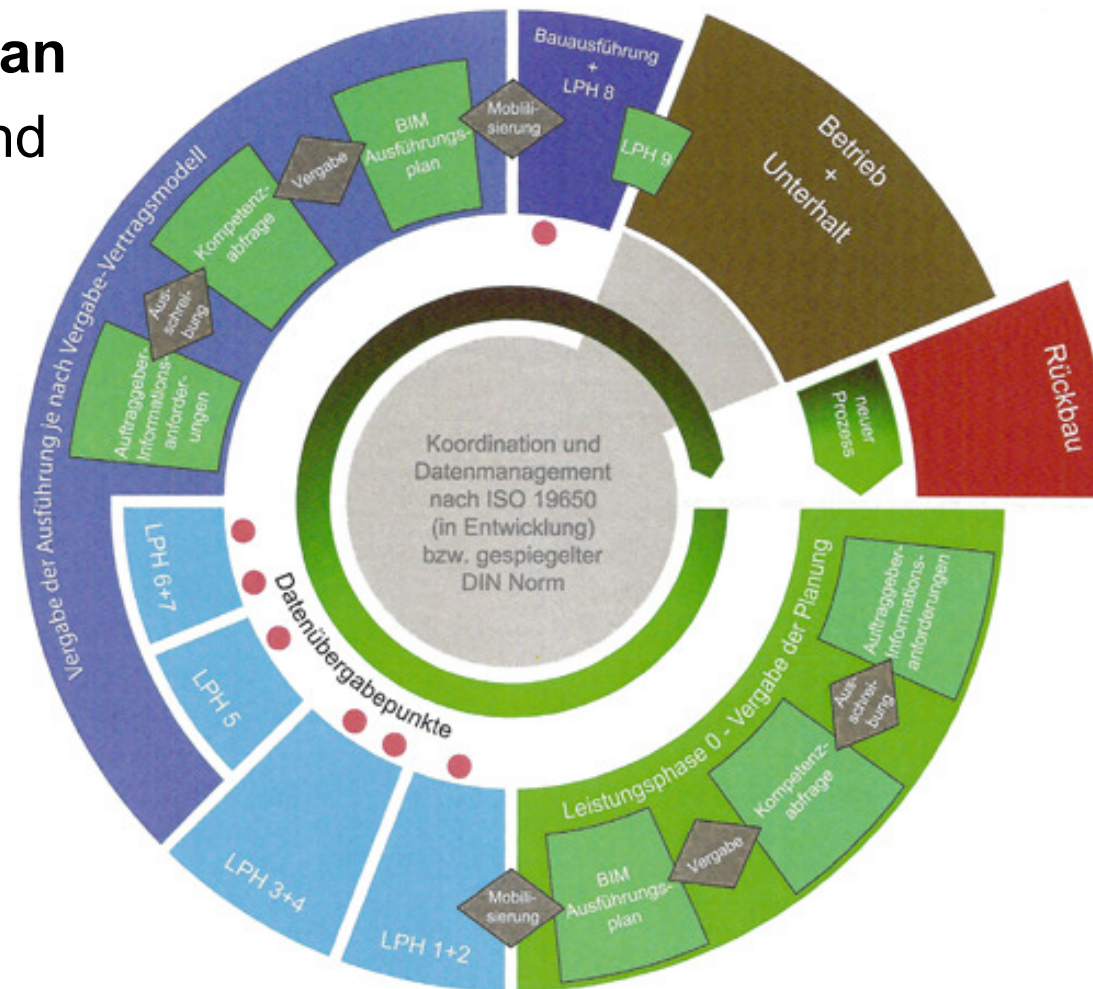 an
nd
Bauausführung
+
LPH 8
LPH 9
Betrieb
+
Unterhalt
Rückbau
neuer
Prozess
Mobili-
sierung
BIM
Ausführungs-
plan
Vergabe
Kompetenz-
abfrage
Aus-
schrei-
bung
Auftraggeber-
Informations-
anforder-
ungen
Vergabe der Ausführung je nach Vergabe-Vertragsmodell
Koordination und
Datenmanagement
nach ISO 19650
(in Entwicklung)
bzw. gespiegelter
DIN Norm
Datenübergabepunkte
LPH 6+7
LPH 5
LPH 3+4
LPH 1+2
Leistungsphase 0 - Vergabe der Planung
Auftraggeber-
Informations-
anforderungen
Aus-
schrei-
bung
Kompetenz-
abfrage
Vergabe
BIM
Ausführungs-
plan
Mobili-
sierung